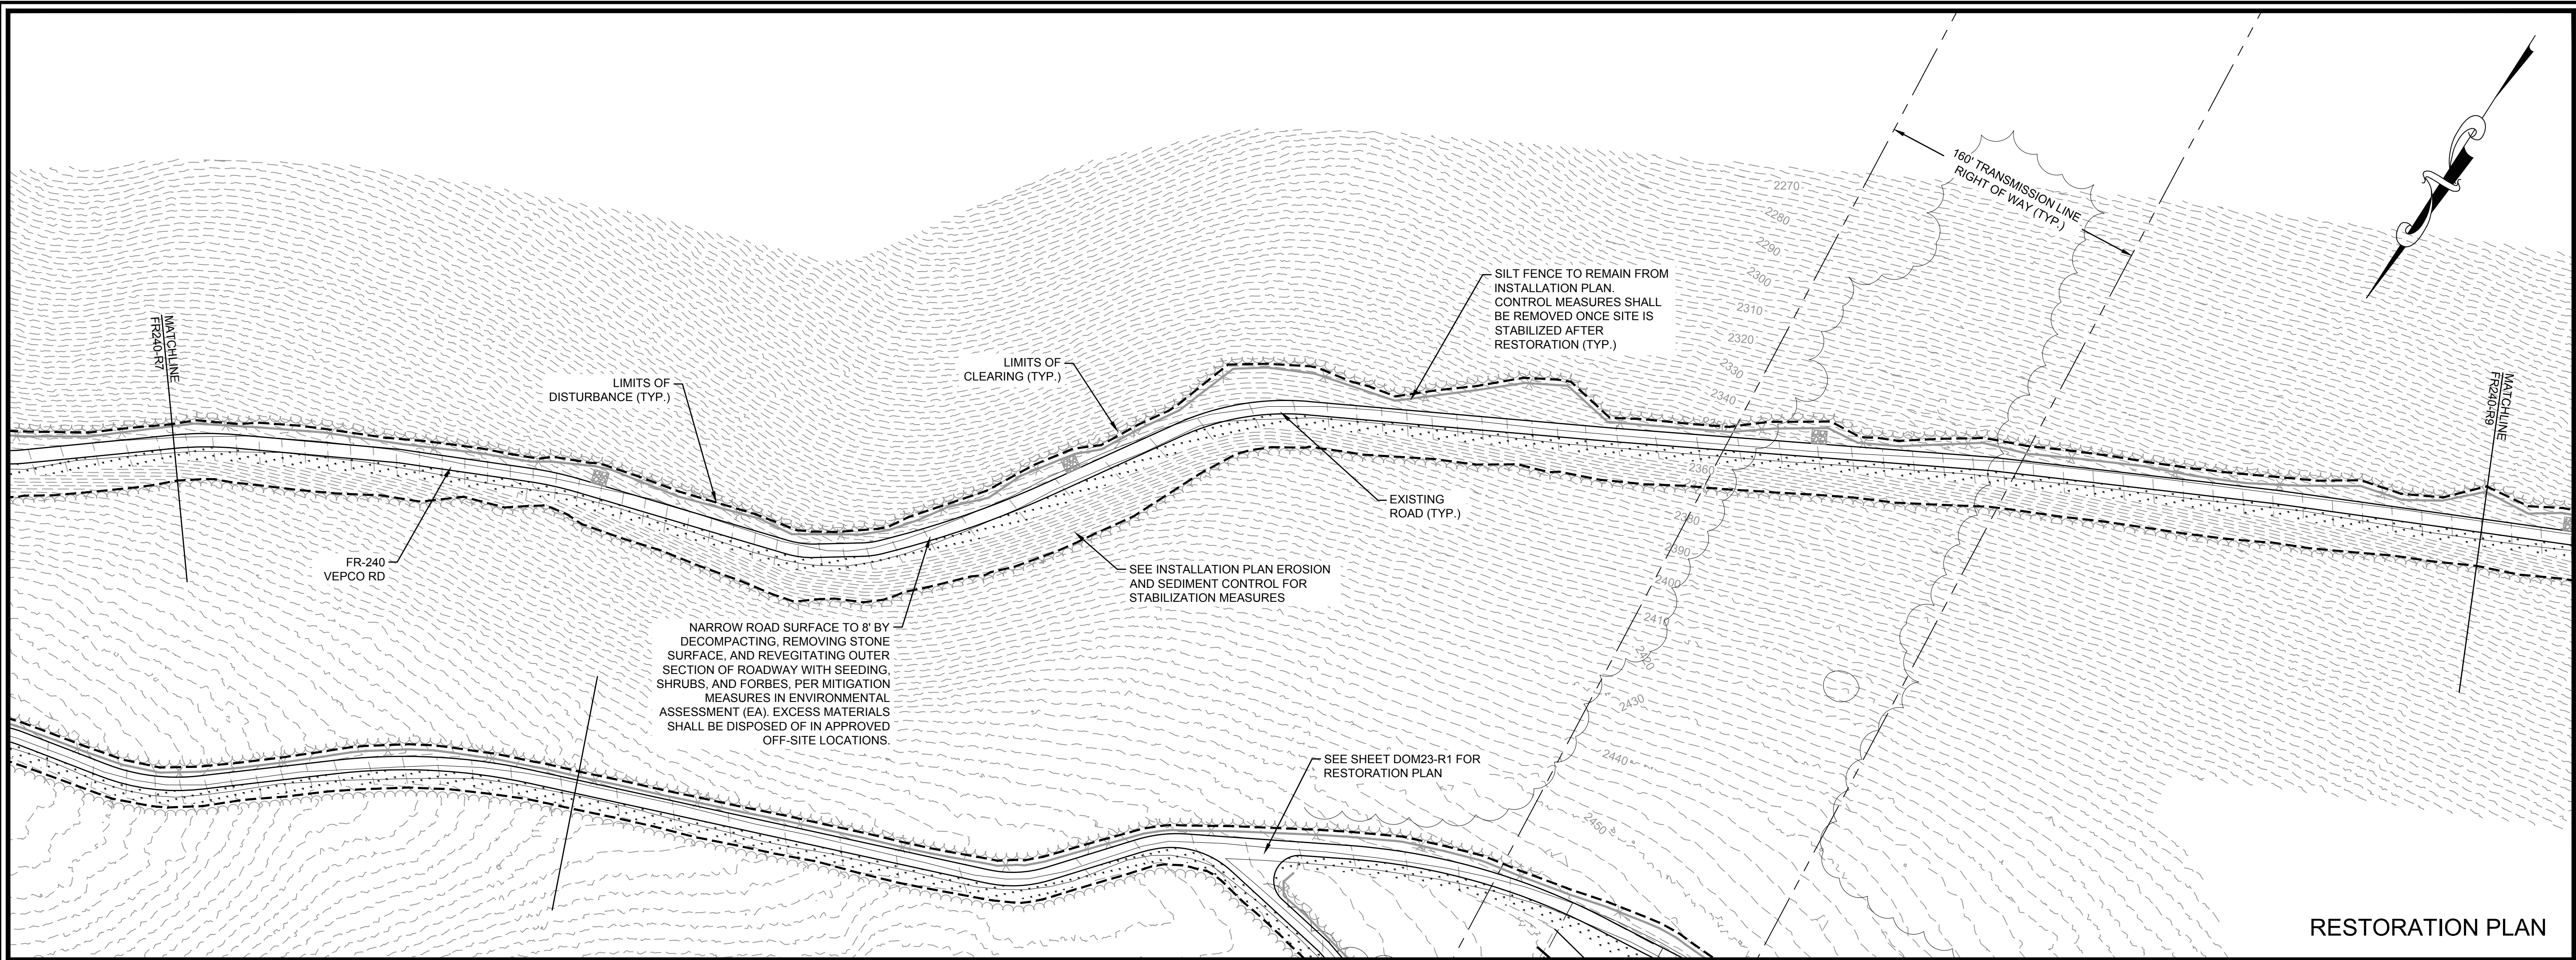 160' TRANSMISSION LINE
RIGHT OF WAY (TYP.)
2270
2280
2290
2300
2310
2320
2330
2340
2360
2380
2390
2400
2410
2420
2430
2440
2450
SILT FENCE TO REMAIN FROM
INSTALLATION PLAN.
CONTROL MEASURES SHALL
BE REMOVED ONCE SITE IS
STABILIZED AFTER
RESTORATION (TYP.)
MATCHLINE
FR240-R7
LIMITS OF
DISTURBANCE (TYP.)
LIMITS OF
CLEARING (TYP.)
MATCHLINE
FR240-R9
EXISTING
ROAD (TYP.)
FR-240
VEPCO RD
SEE INSTALLATION PLAN EROSION
AND SEDIMENT CONTROL FOR
STABILIZATION MEASURES
NARROW ROAD SURFACE TO 8' BY
DECOMPACTING, REMOVING STONE
SURFACE, AND REVEGITATING OUTER
SECTION OF ROADWAY WITH SEEDING,
SHRUBS, AND FORBES, PER MITIGATION
MEASURES IN ENVIRONMENTAL
ASSESSMENT (EA). EXCESS MATERIALS
SHALL BE DISPOSED OF IN APPROVED
OFF-SITE LOCATIONS.
SEE SHEET DOM23-R1 FOR
RESTORATION PLAN
RESTORATION PLAN